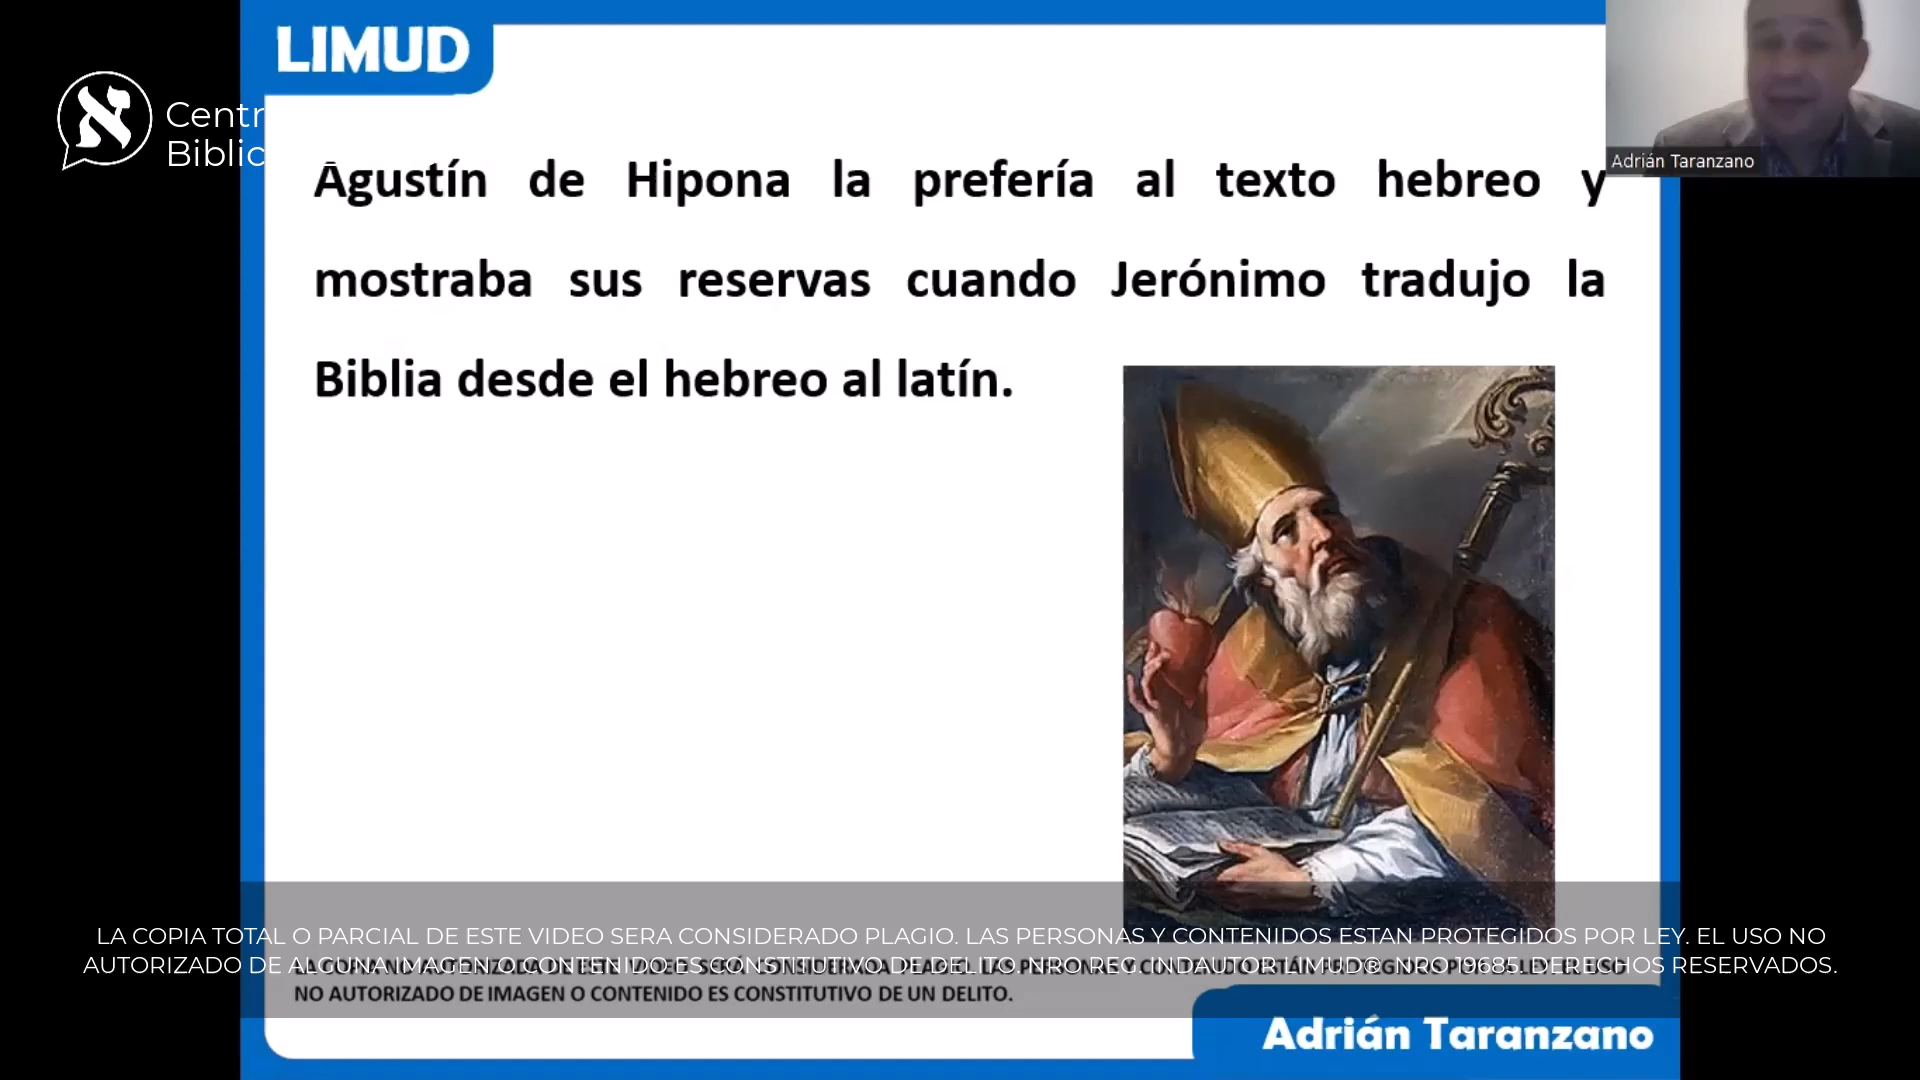 LIMUD
Centr
Biblic
Adrián Taranzano
Agustín de Hipona la prefería al texto hebreo y
mostraba sus reservas cuando Jerónimo tradujo la
Biblia desde el hebreo al latín.
LA COPIA TOTAL O PARCIAL DE ESTE VIDEO SERA CONSIDERADO PLAGIO. LAS PERSONAS Y CONTENIDOS ESTAN PROTEGIDOS POR LEY. EL USO NO
AUTORIZADO DE ALGUNA IMAGEN O CONTENIDO ES CONSTITUTIVO DE DELITO. NRO REG. INDAUTOR LIMUD® NRO 19685. DERECHOS RESERVADOS.
NO AUTORIZADO DE IMAGEN O CONTENIDO ES CONSTITUTIVO DE UN DELITO.
Adrián Taranzano